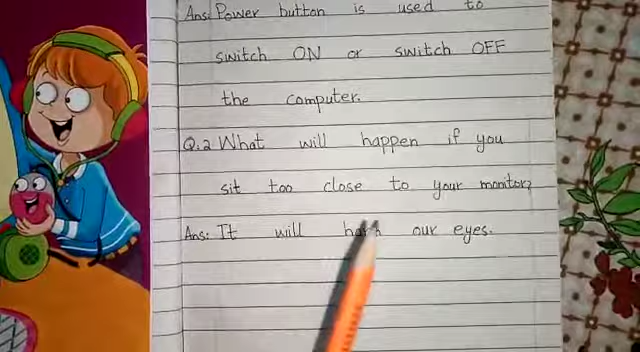 Ans: Power button is used to
switch ON or switch OFF
the computer.
Q.2 What will happen if you
sit too close to your monitor?
Ans: It will harm our eyes.